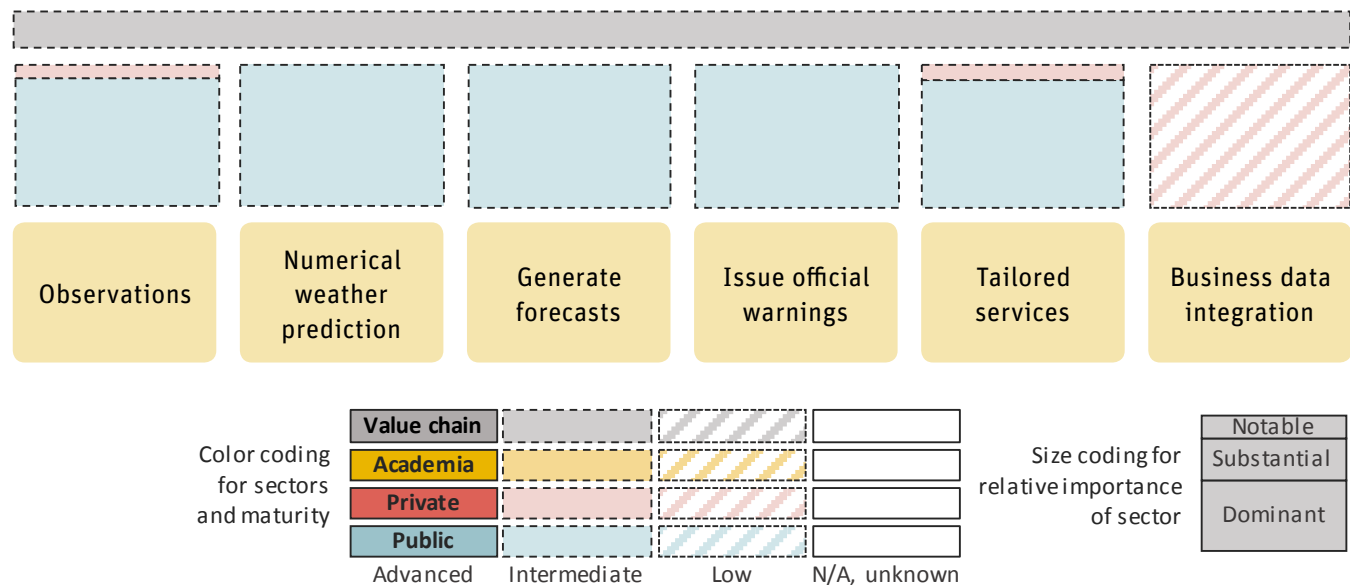 Observations
Numerical
weather
prediction
Generate
forecasts
Issue official
warnings
Tailored
services
Business data
integration
Color coding
for sectors
and maturity
Value chain
Academia
Private
Public
Advanced
Intermediate
Low
N/A, unknown
Size coding for
relative importance
of sector
Notable
Substantial
Dominant